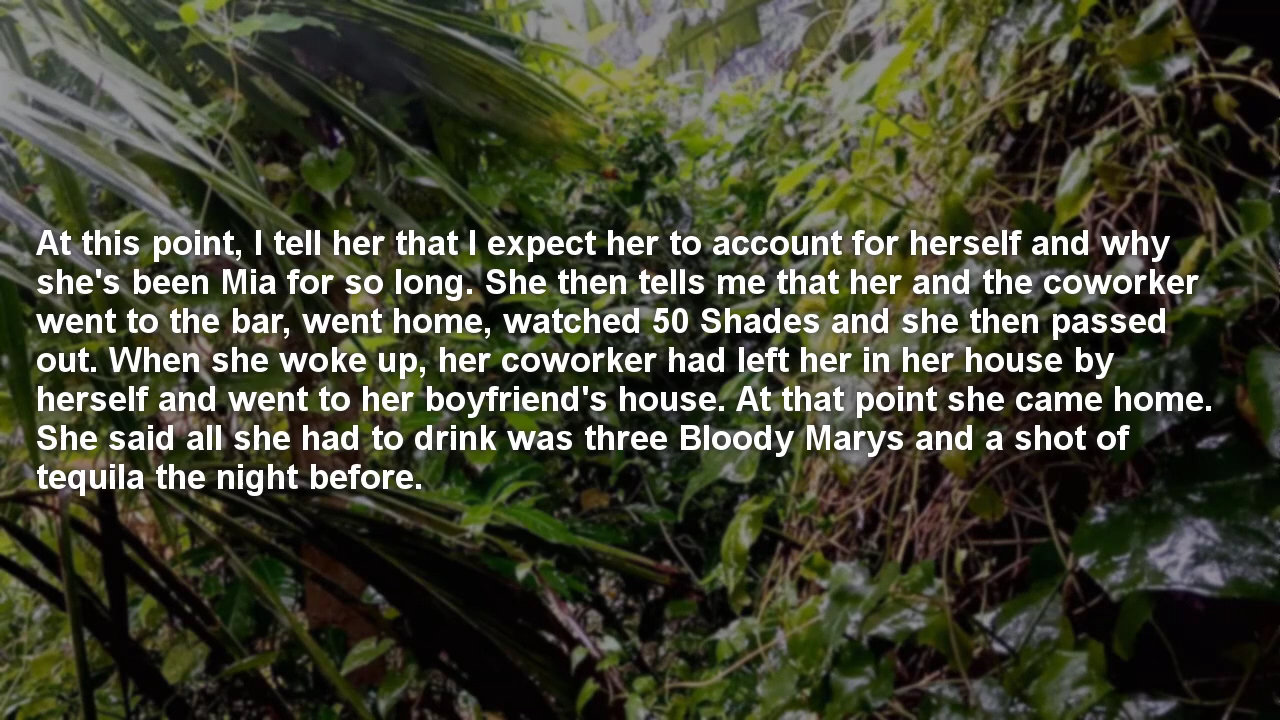 At this point, I tell her that I expect her to account for herself and why
she's been Mia for so long. She then tells me that her and the coworker
went to the bar, went home, watched 50 Shades and she then passed
out. When she woke up, her coworker had left her in her house by
herself and went to her boyfriend's house. At that point she came home.
She said all she had to drink was three Bloody Marys and a shot of
tequila the night before.